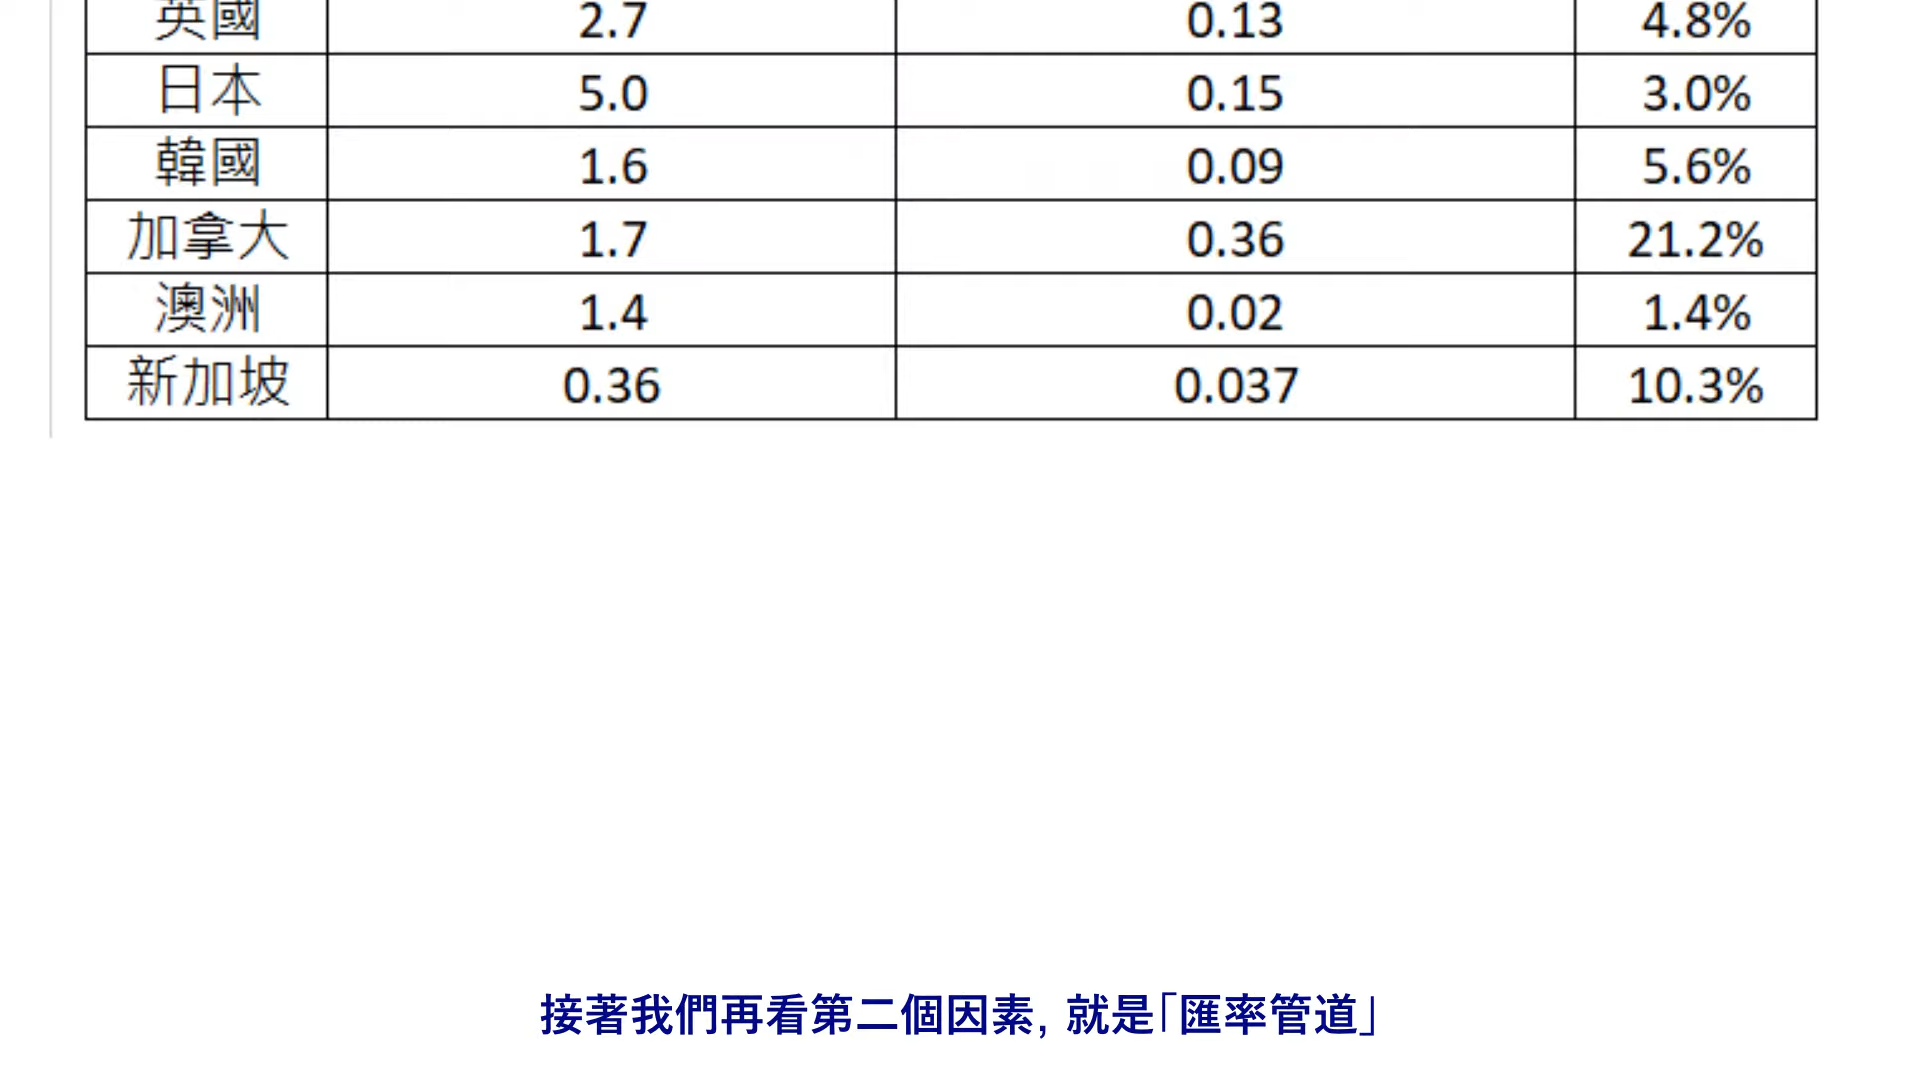 英國 2.7 0.13 4.8%
日本 5.0 0.15 3.0%
韓國 1.6 0.09 5.6%
加拿大 1.7 0.36 21.2%
澳洲 1.4 0.02 1.4%
新加坡 0.36 0.037 10.3%
接著我們再看第二個因素, 就是「匯率管道」